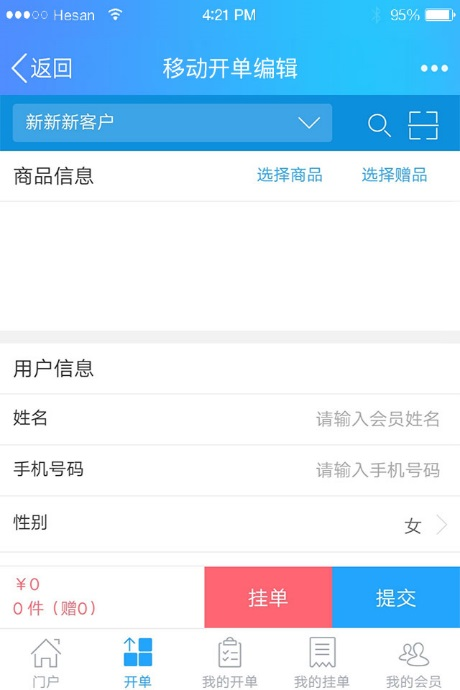 Hesan 4:21 PM 95%
返回 移动开单编辑
新新新客户
商品信息 选择商品 选择赠品
用户信息
姓名 请输入会员姓名
手机号码 请输入手机号码
性别 女
¥0
0 件（赠0）
挂单 提交
门户 开单 我的开单 我的挂单 我的会员